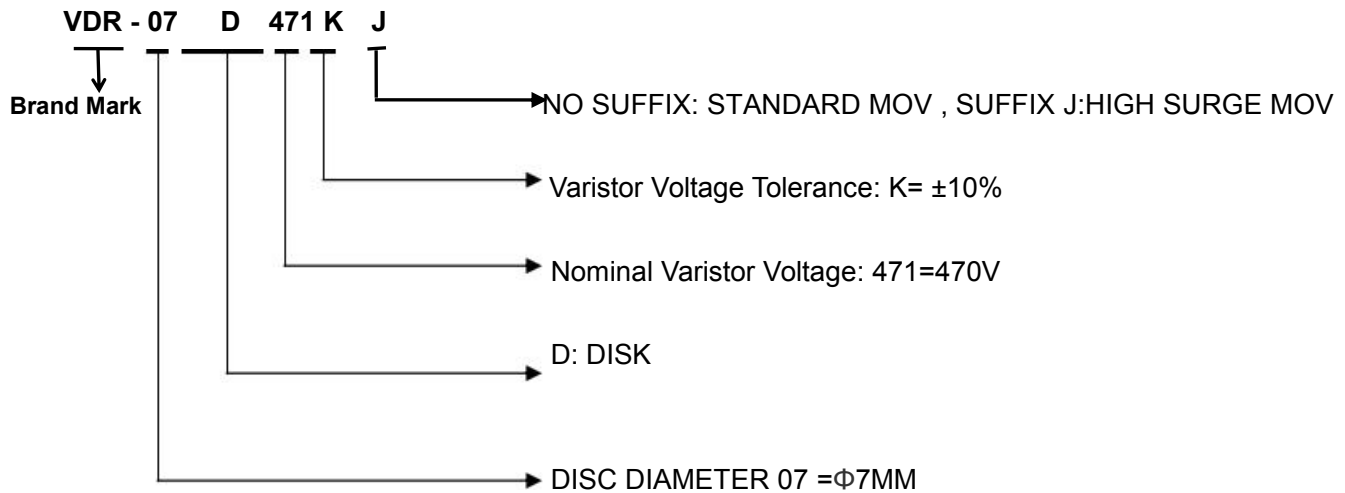 VDR - 07 D 471 K J
Brand Mark
NO SUFFIX: STANDARD MOV , SUFFIX J:HIGH SURGE MOV
Varistor Voltage Tolerance: K= ±10%
Nominal Varistor Voltage: 471=470V
D: DISK
DISC DIAMETER 07 =Φ7MM